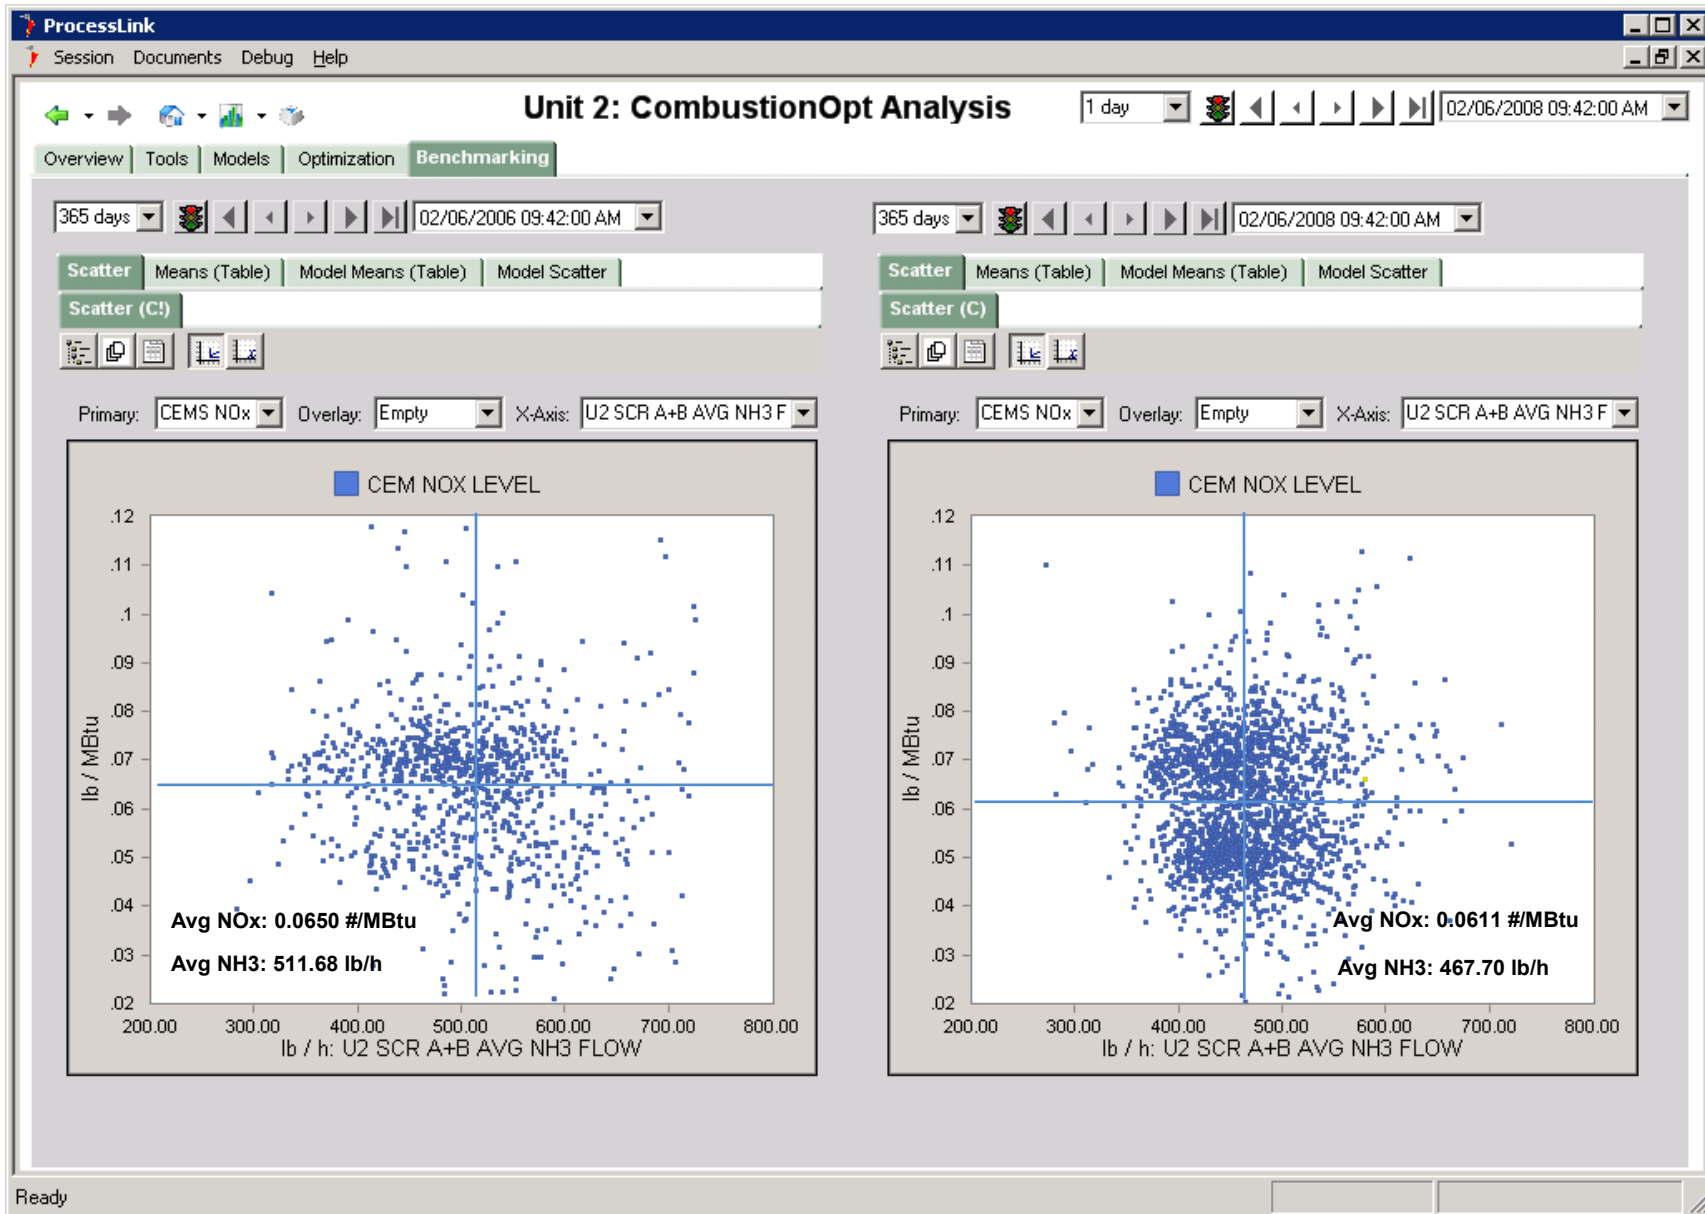 ProcessLink
Session Documents Debug Help
Unit 2: CombustionOpt Analysis
1 day
02/06/2008 09:42:00 AM
Overview Tools Models Optimization Benchmarking
365 days
02/06/2006 09:42:00 AM
365 days
02/06/2008 09:42:00 AM
Scatter Means (Table) Model Means (Table) Model Scatter
Scatter (C!)
Scatter Means (Table) Model Means (Table) Model Scatter
Scatter (C)
Primary: CEMS NOx Overlay: Empty X-Axis: U2 SCR A+B AVG NH3 F
Primary: CEMS NOx Overlay: Empty X-Axis: U2 SCR A+B AVG NH3 F
CEM NOX LEVEL
.12
.11
.1
.09
.08
.07
.06
.05
.04
.03
.02
lb / MBtu
Avg NOx: 0.0650 #/MBtu
Avg NH3: 511.68 lb/h
200.00 300.00 400.00 500.00 600.00 700.00 800.00
lb / h: U2 SCR A+B AVG NH3 FLOW
CEM NOX LEVEL
.12
.11
.1
.09
.08
.07
.06
.05
.04
.03
.02
lb / MBtu
Avg NOx: 0.0611 #/MBtu
Avg NH3: 467.70 lb/h
200.00 300.00 400.00 500.00 600.00 700.00 800.00
lb / h: U2 SCR A+B AVG NH3 FLOW
Ready